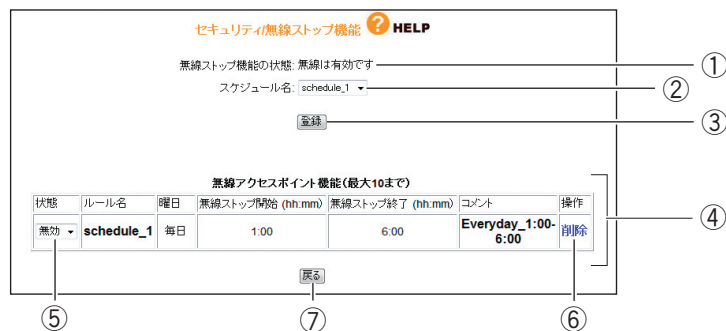 セキュリティ/無線ストップ機能 ? HELP
無線ストップ機能の状態: 無線は有効です ①
スケジュール名: schedule_1 ②
登録 ③
無線アクセスポイント機能(最大10まで)
状態 ルール名 曜日 無線ストップ開始 (hh:mm) 無線ストップ終了 (hh:mm) コメント 操作
無効 schedule_1 毎日 1:00 6:00 Everyday_1:00-6:00 削除
④
戻る
⑤ ⑦ ⑥